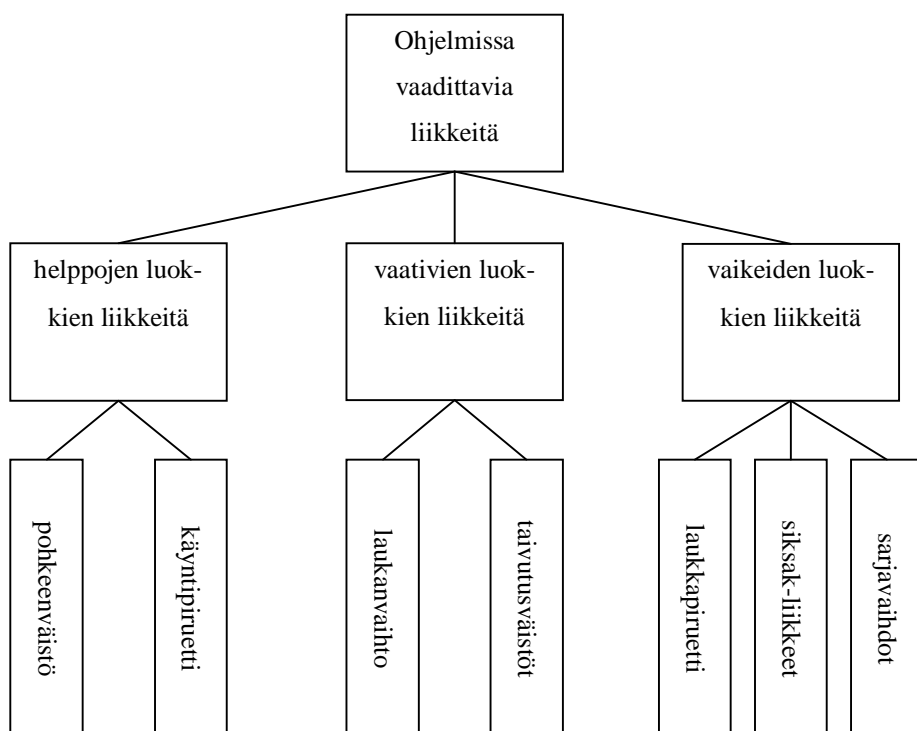 Ohjelmissa
vaadittavia
liikkeitä
helppojen luok-
kien liikkeitä
vaativien luok-
kien liikkeitä
vaikeiden luok-
kien liikkeitä
pohkeenväistö
käyntipiruetti
laukanvaihto
taivutusväistöt
laukkapiruetti
siksak-liikkeet
sarjavaihdot